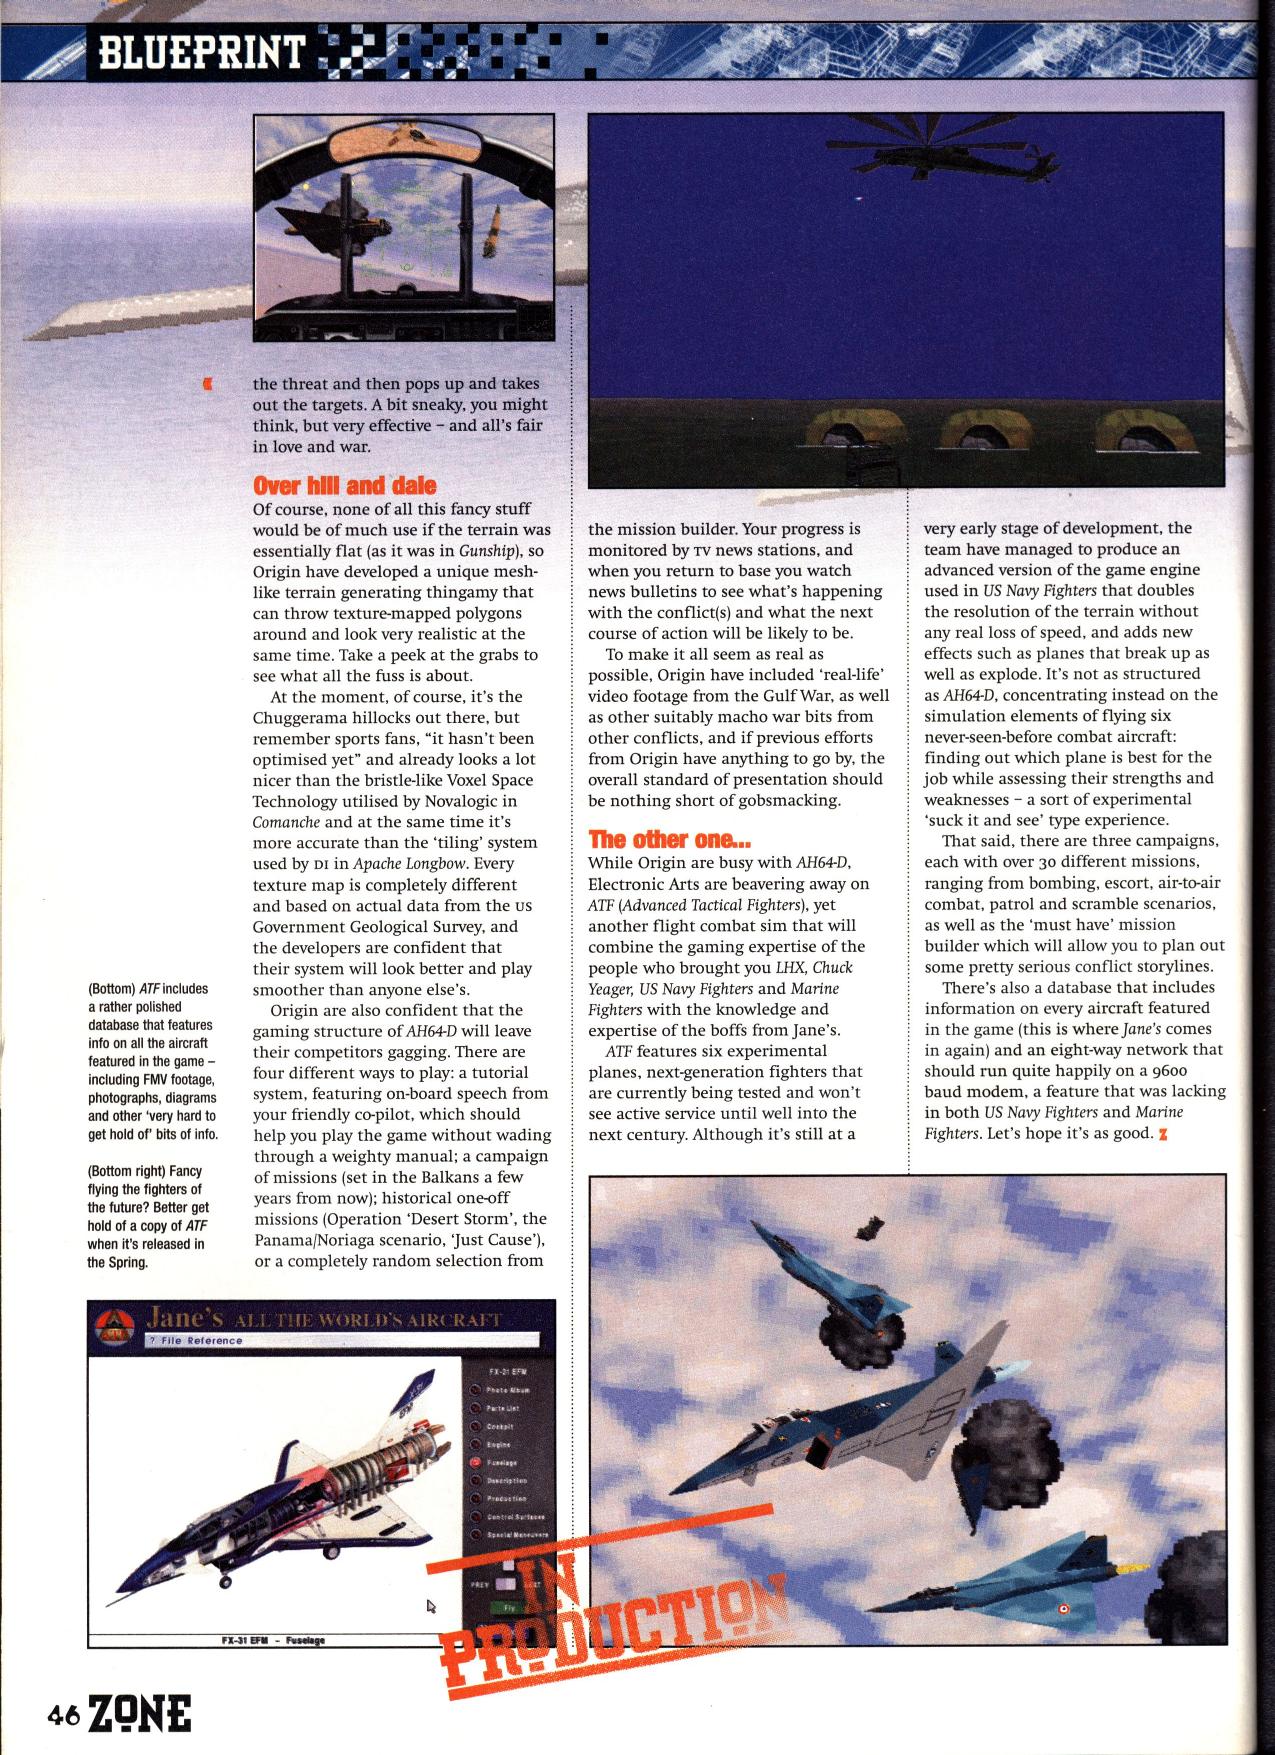 BLUEPRINT
the threat and then pops up and takes
out the targets. A bit sneaky, you might
think, but very effective – and all's fair
in love and war.
Over hill and dale
Of course, none of all this fancy stuff
would be of much use if the terrain was
essentially flat (as it was in Gunship), so
Origin have developed a unique mesh-
like terrain generating thingamy that
can throw texture-mapped polygons
around and look very realistic at the
same time. Take a peek at the grabs to
see what all the fuss is about.
At the moment, of course, it's the
Chuggerama hillocks out there, but
remember sports fans, “it hasn't been
optimised yet” and already looks a lot
nicer than the bristle-like Voxel Space
Technology utilised by Novalogic in
Comanche and at the same time it's
more accurate than the ‘tiling’ system
used by DI in Apache Longbow. Every
texture map is completely different
and based on actual data from the US
Government Geological Survey, and
the developers are confident that
their system will look better and play
smoother than anyone else's.
Origin are also confident that the
gaming structure of AH64-D will leave
their competitors gagging. There are
four different ways to play: a tutorial
system, featuring on-board speech from
your friendly co-pilot, which should
help you play the game without wading
through a weighty manual; a campaign
of missions (set in the Balkans a few
years from now); historical one-off
missions (Operation ‘Desert Storm’, the
Panama/Noriaga scenario, ‘Just Cause’),
or a completely random selection from
the mission builder. Your progress is
monitored by TV news stations, and
when you return to base you watch
news bulletins to see what's happening
with the conflict(s) and what the next
course of action will be likely to be.
To make it all seem as real as
possible, Origin have included ‘real-life’
video footage from the Gulf War, as well
as other suitably macho war bits from
other conflicts, and if previous efforts
from Origin have anything to go by, the
overall standard of presentation should
be nothing short of gobsmacking.
The other one...
While Origin are busy with AH64-D,
Electronic Arts are beavering away on
ATF (Advanced Tactical Fighters), yet
another flight combat sim that will
combine the gaming expertise of the
people who brought you LHX, Chuck
Yeager, US Navy Fighters and Marine
Fighters with the knowledge and
expertise of the boffs from Jane's.
ATF features six experimental
planes, next-generation fighters that
are currently being tested and won't
see active service until well into the
next century. Although it's still at a
very early stage of development, the
team have managed to produce an
advanced version of the game engine
used in US Navy Fighters that doubles
the resolution of the terrain without
any real loss of speed, and adds new
effects such as planes that break up as
well as explode. It's not as structured
as AH64-D, concentrating instead on the
simulation elements of flying six
never-seen-before combat aircraft:
finding out which plane is best for the
job while assessing their strengths and
weaknesses – a sort of experimental
‘suck it and see’ type experience.
That said, there are three campaigns,
each with over 30 different missions,
ranging from bombing, escort, air-to-air
combat, patrol and scramble scenarios,
as well as the ‘must have’ mission
builder which will allow you to plan out
some pretty serious conflict storylines.
There's also a database that includes
information on every aircraft featured
in the game (this is where Jane's comes
in again) and an eight-way network that
should run quite happily on a 9600
baud modem, a feature that was lacking
in both US Navy Fighters and Marine
Fighters. Let's hope it's as good. Z
(Bottom) ATF includes
a rather polished
database that features
info on all the aircraft
featured in the game –
including FMV footage,
photographs, diagrams
and other ‘very hard to
get hold of’ bits of info.
(Bottom right) Fancy
flying the fighters of
the future? Better get
hold of a copy of ATF
when it's released in
the Spring.
Jane's ALL THE WORLD'S AIRCRAFT
? File Reference
FX-31 EFM
Photo Album
Parts List
Cockpit
Engine
Fuselage
Description
Production
Control Surfaces
Special Maneuvers
PREV
Fly
FX-31 EFM - Fuselage
IN
PRODUCTION
46 ZONE